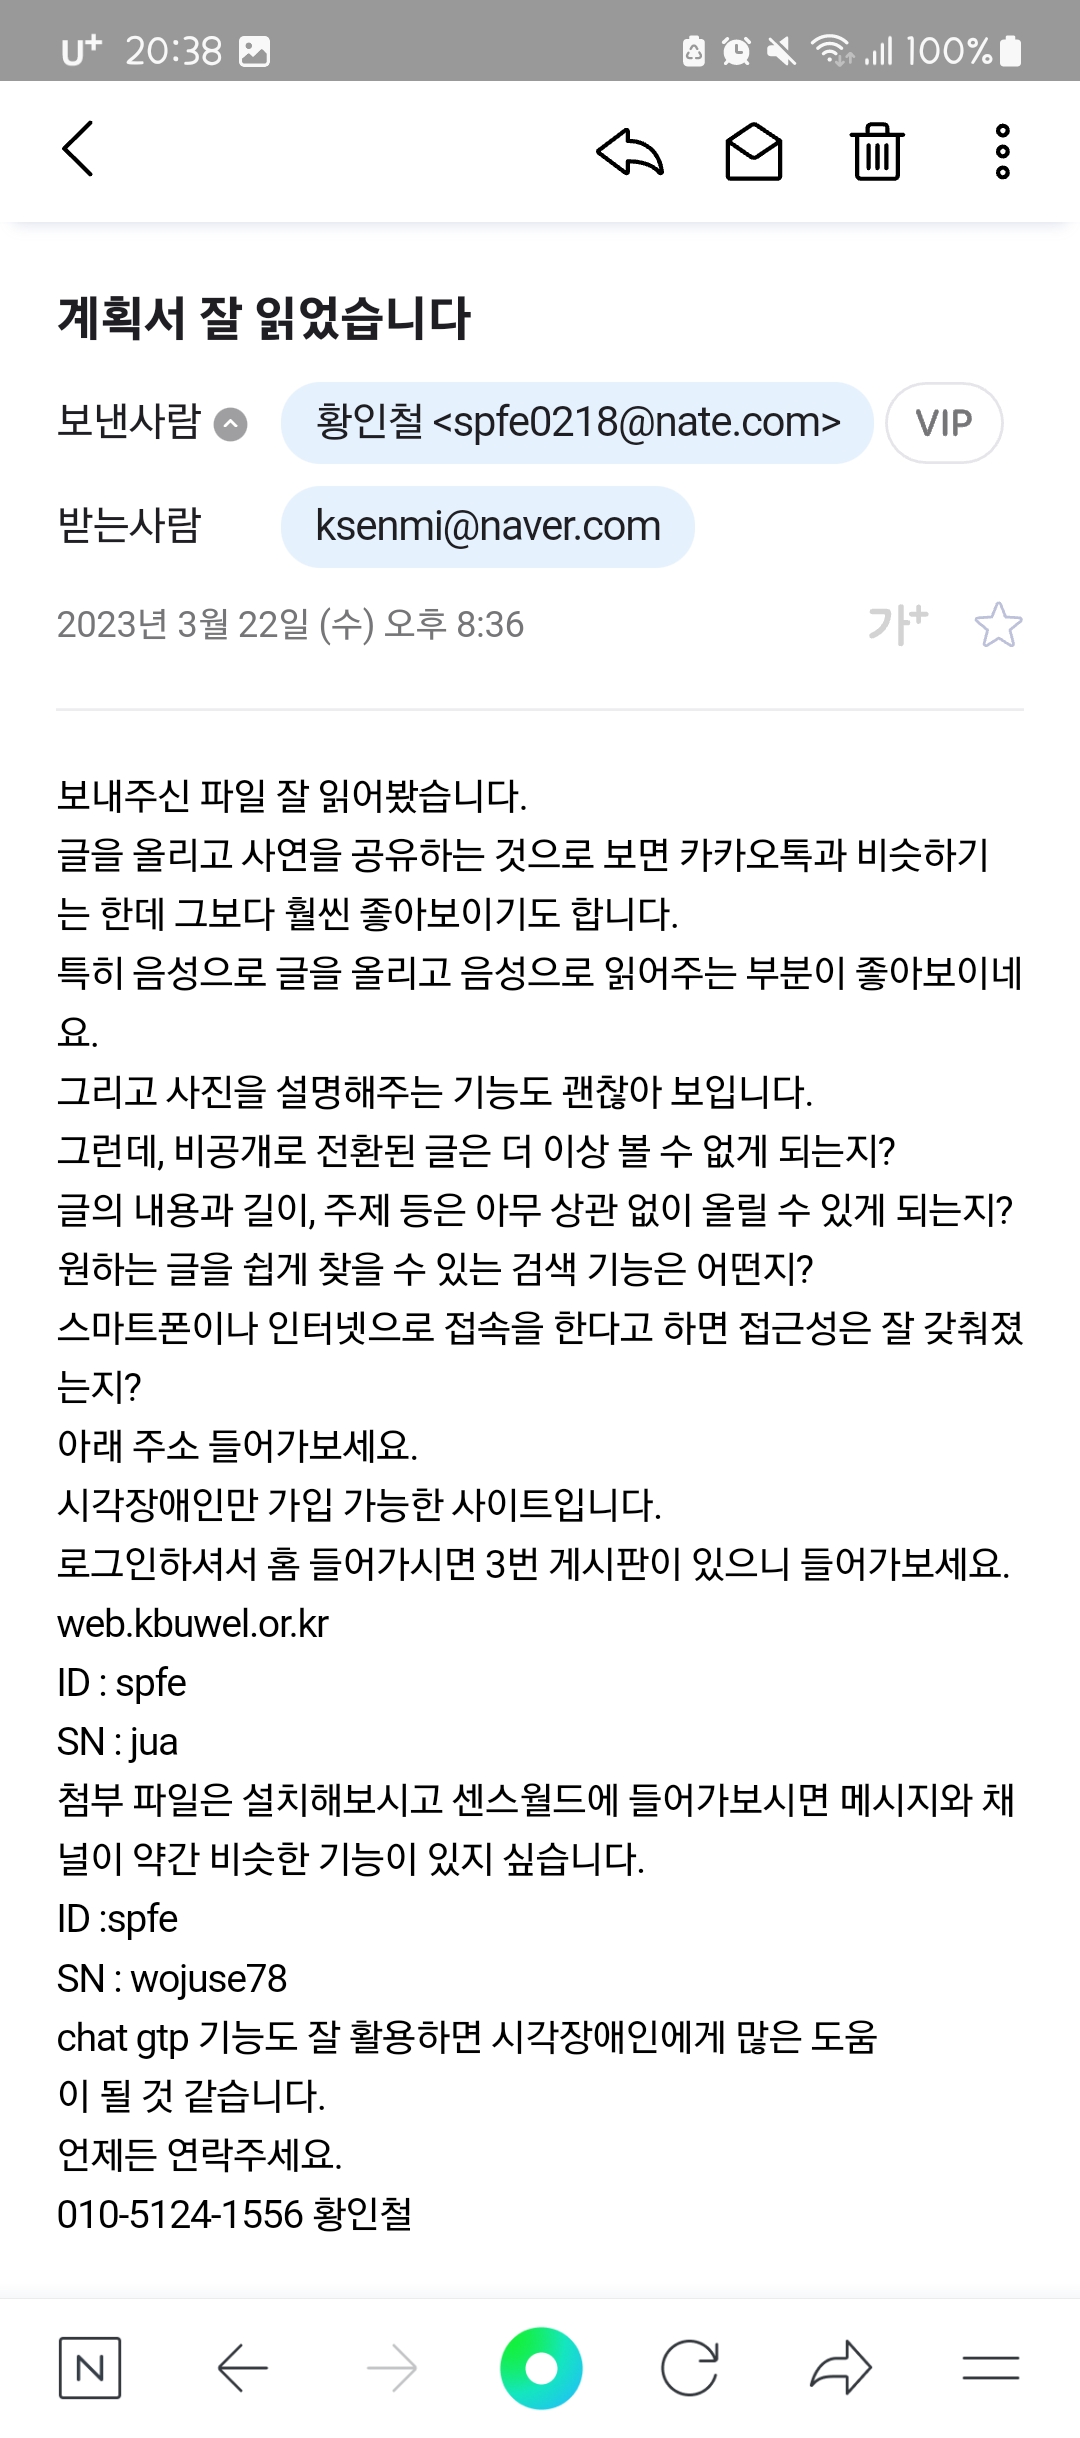 U+ 20:38 100%
계획서 잘 읽었습니다
보낸사람 황인철 <spfe0218@nate.com> VIP
받는사람 ksenmi@naver.com
2023년 3월 22일 (수) 오후 8:36 가+
보내주신 파일 잘 읽어봤습니다.
글을 올리고 사연을 공유하는 것으로 보면 카카오톡과 비슷하기
는 한데 그보다 훨씬 좋아보이기도 합니다.
특히 음성으로 글을 올리고 음성으로 읽어주는 부분이 좋아보이네
요.
그리고 사진을 설명해주는 기능도 괜찮아 보입니다.
그런데, 비공개로 전환된 글은 더 이상 볼 수 없게 되는지?
글의 내용과 길이, 주제 등은 아무 상관 없이 올릴 수 있게 되는지?
원하는 글을 쉽게 찾을 수 있는 검색 기능은 어떤지?
스마트폰이나 인터넷으로 접속을 한다고 하면 접근성은 잘 갖춰졌
는지?
아래 주소 들어가보세요.
시각장애인만 가입 가능한 사이트입니다.
로그인하셔서 홈 들어가시면 3번 게시판이 있으니 들어가보세요.
web.kbuwel.or.kr
ID : spfe
SN : jua
첨부 파일은 설치해보시고 센스월드에 들어가보시면 메시지와 채
널이 약간 비슷한 기능이 있지 싶습니다.
ID :spfe
SN : wojuse78
chat gtp 기능도 잘 활용하면 시각장애인에게 많은 도움
이 될 것 같습니다.
언제든 연락주세요.
010-5124-1556 황인철
N